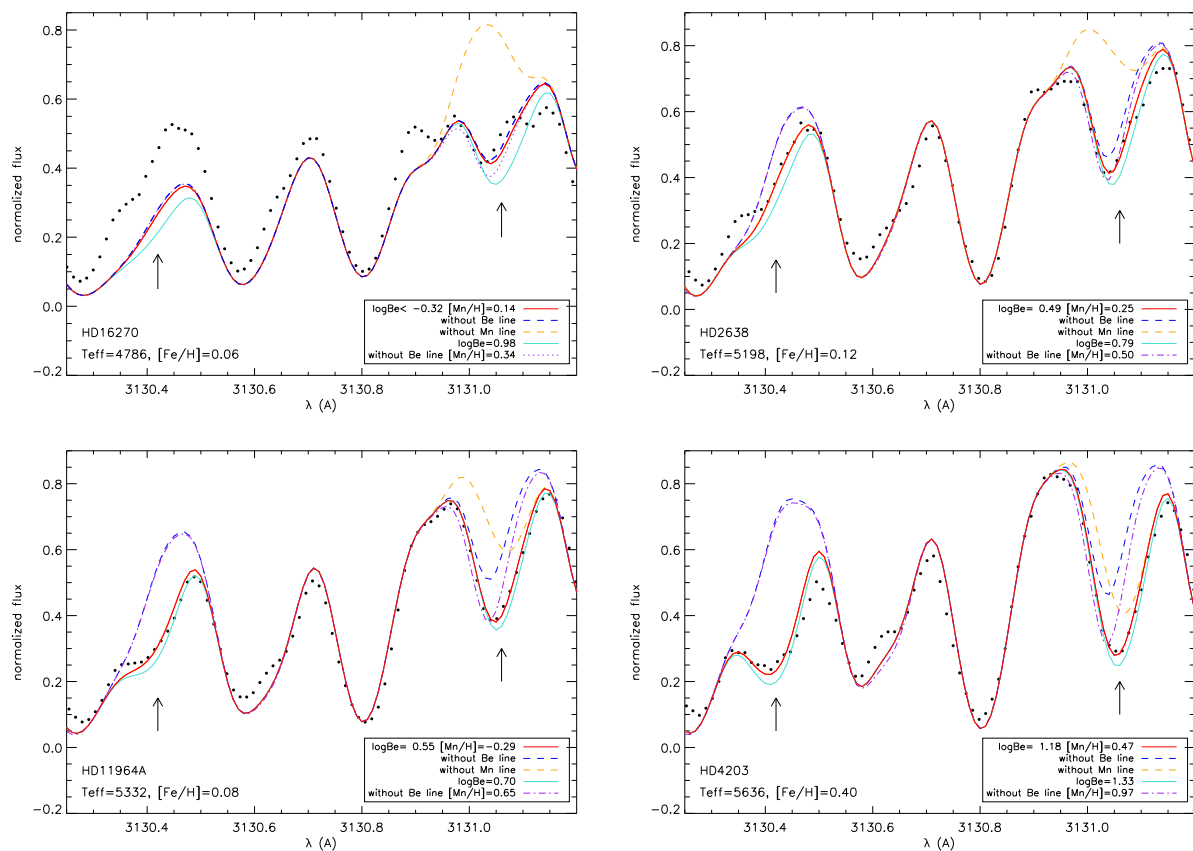 0.8
0.6
0.4
0.2
0.0
-0.2
normolized flux
3130.4 3130.6 3130.8 3131.0
λ (A)
HD16270
Teff=4786, [Fe/H]=0.06
logBe< -0.32 [Mn/H]=0.14
without Be line
without Mn line
logBe=0.98
without Be line [Mn/H]=0.34
0.8
0.6
0.4
0.2
0.0
-0.2
normolized flux
3130.4 3130.6 3130.8 3131.0
λ (A)
HD2638
Teff=5198, [Fe/H]=0.12
logBe= 0.49 [Mn/H]=0.25
without Be line
without Mn line
logBe=0.79
without Be line [Mn/H]=0.50
0.8
0.6
0.4
0.2
0.0
-0.2
normolized flux
3130.4 3130.6 3130.8 3131.0
λ (A)
HD11964A
Teff=5332, [Fe/H]=0.08
logBe= 0.55 [Mn/H]=-0.29
without Be line
without Mn line
logBe=0.70
without Be line [Mn/H]=0.65
0.8
0.6
0.4
0.2
0.0
-0.2
normolized flux
3130.4 3130.6 3130.8 3131.0
λ (A)
HD4203
Teff=5636, [Fe/H]=0.40
logBe= 1.18 [Mn/H]=0.47
without Be line
without Mn line
logBe=1.33
without Be line [Mn/H]=0.97